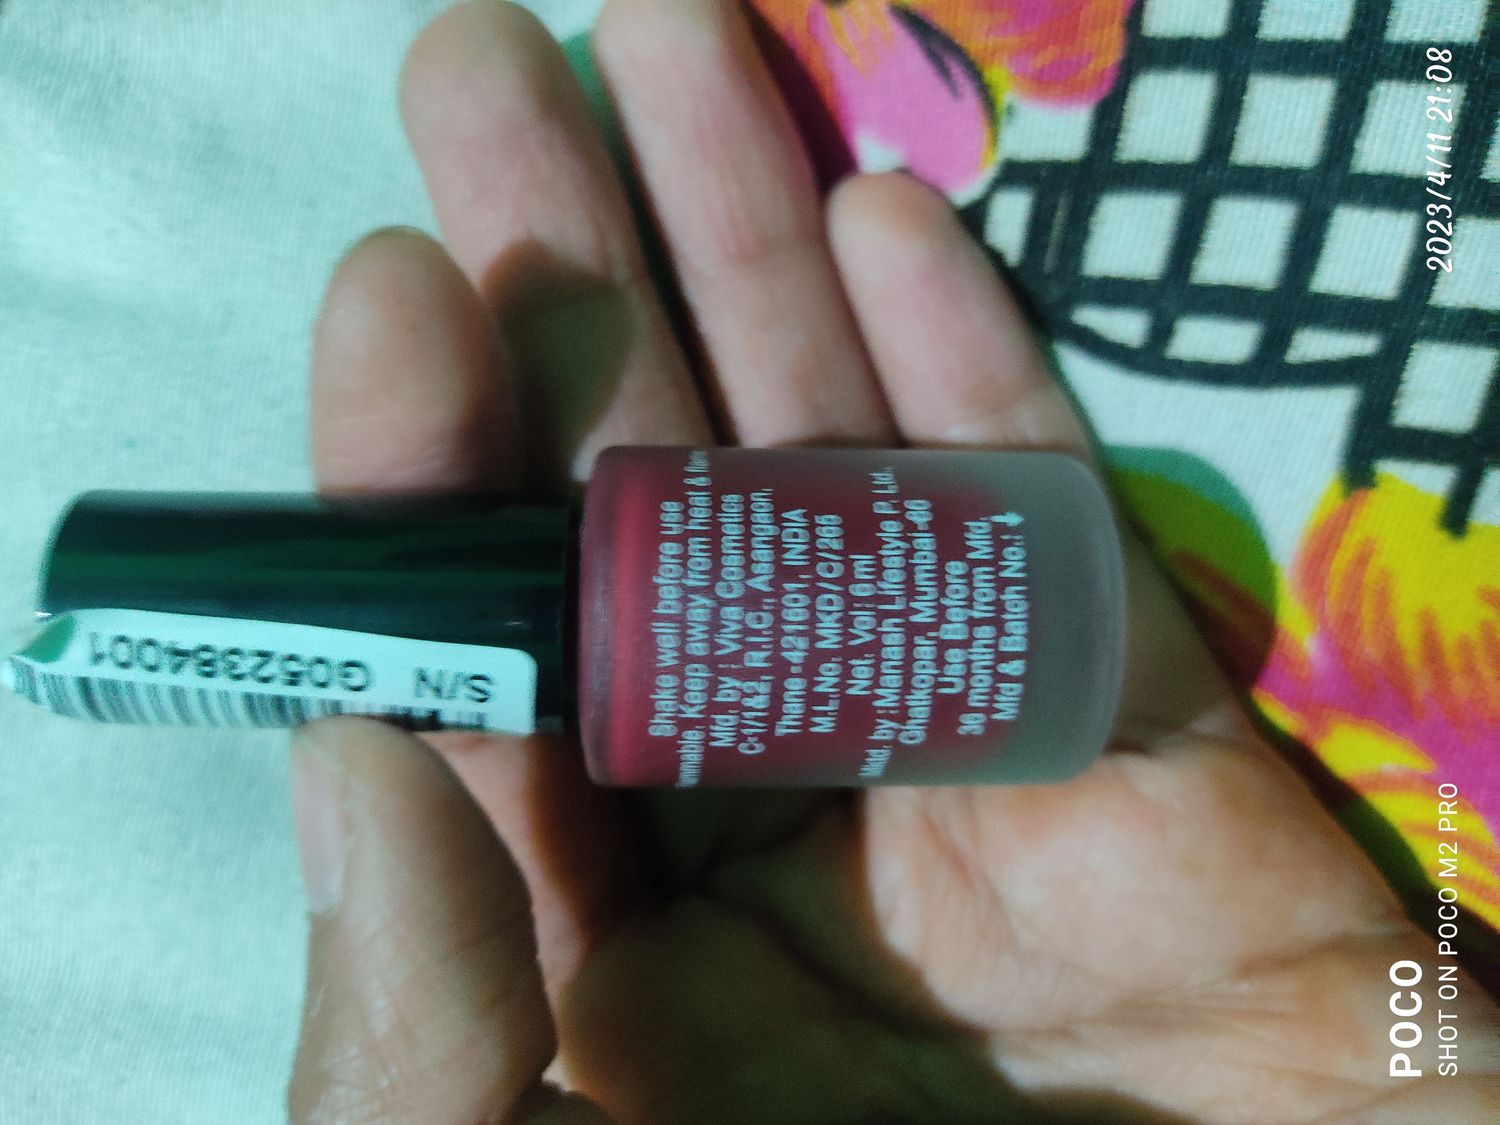 Shake well before use
Keep away from heat &
Mfd. by : Viva Cosmetics
C-1/1&2, R.I.C., Asangaon,
Thane-421601, INDIA
M.L.No. MKD/C/266
Net. Vol: 6 ml
Mkd. by : Manash Lifestyle P. Ltd.
Ghatkopar, Mumbai-86
Use Before
36 months from Mfd.
Mfd & Batch No.: ↓
S/N
G052384001
2023/4/11 21:08
POCO
SHOT ON POCO M2 PRO